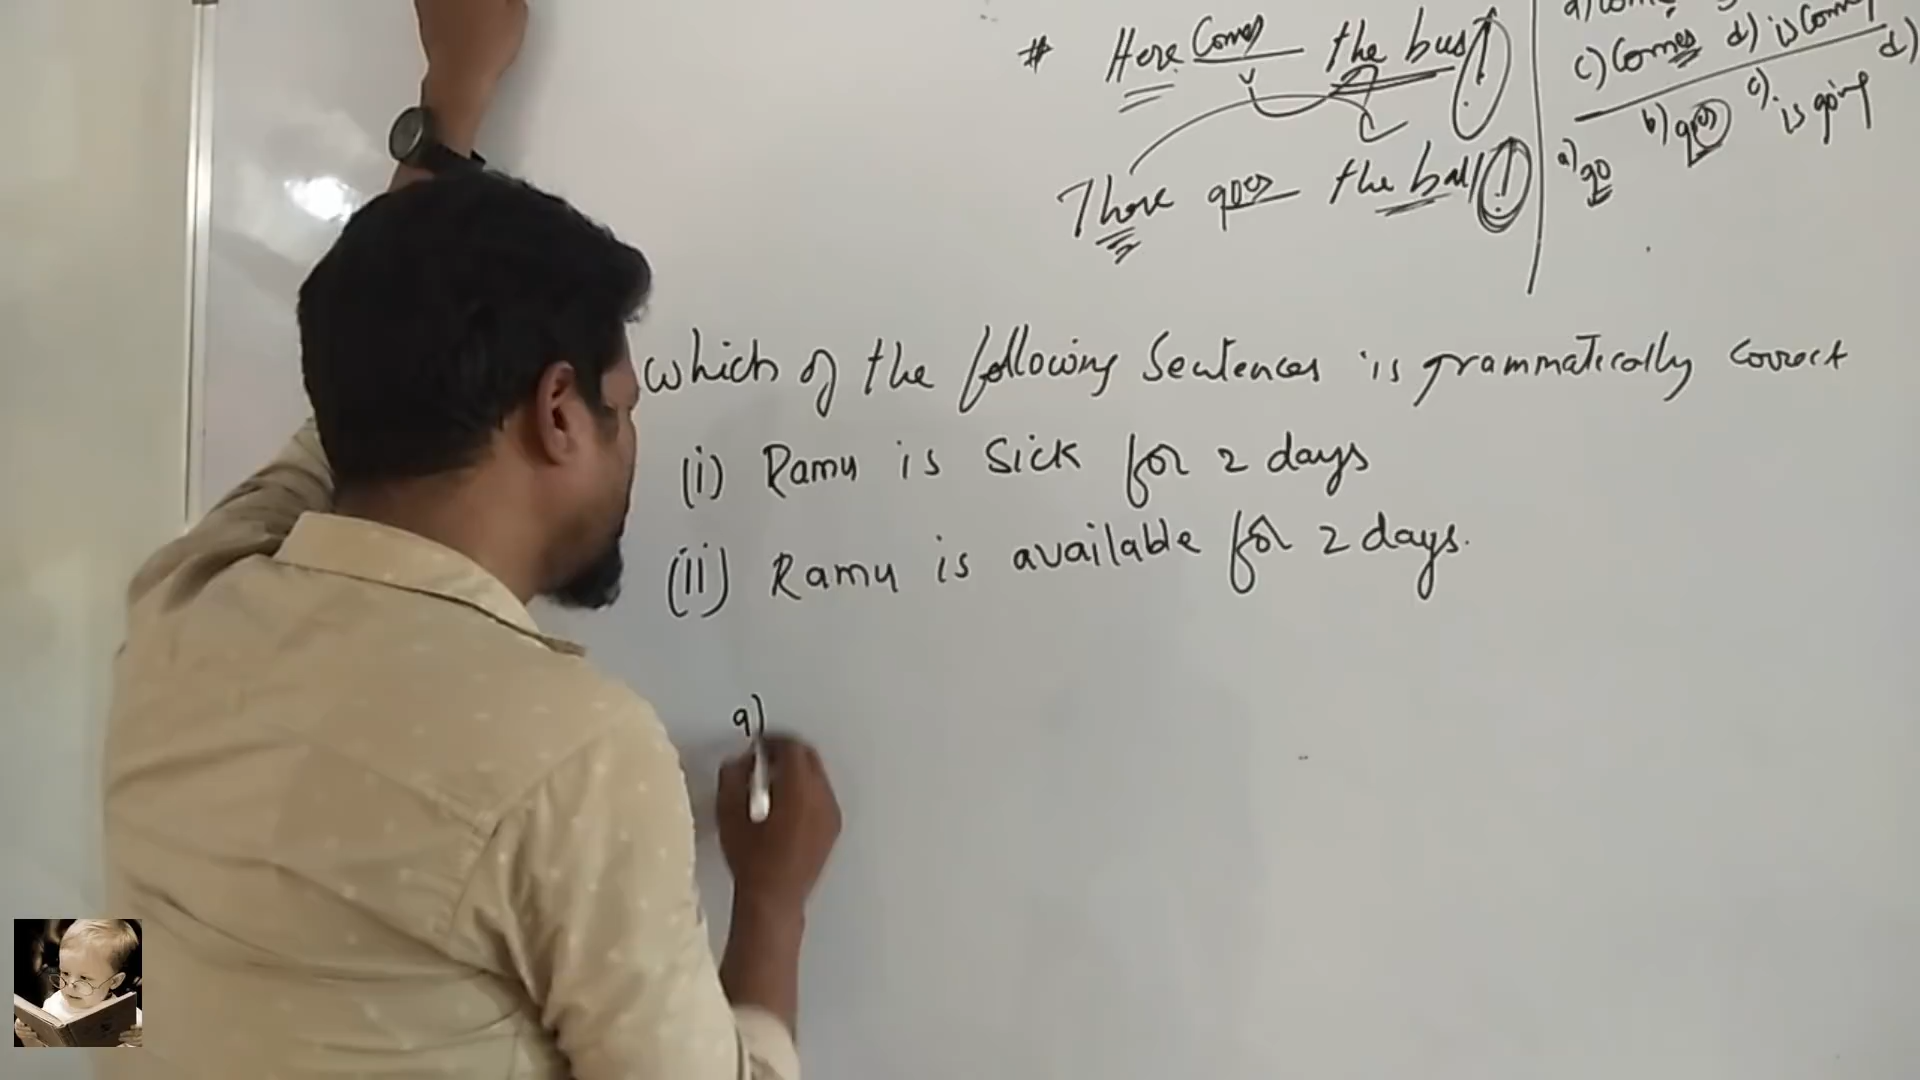 # Here Comes the bus!
c) Comes d) is coming
d)
There goes the ball!
a) go b) goes c) is going
which of the following Sentences is grammatically correct
(i) Ramu is Sick for 2 days
(ii) Ramu is available for 2 days.
a)